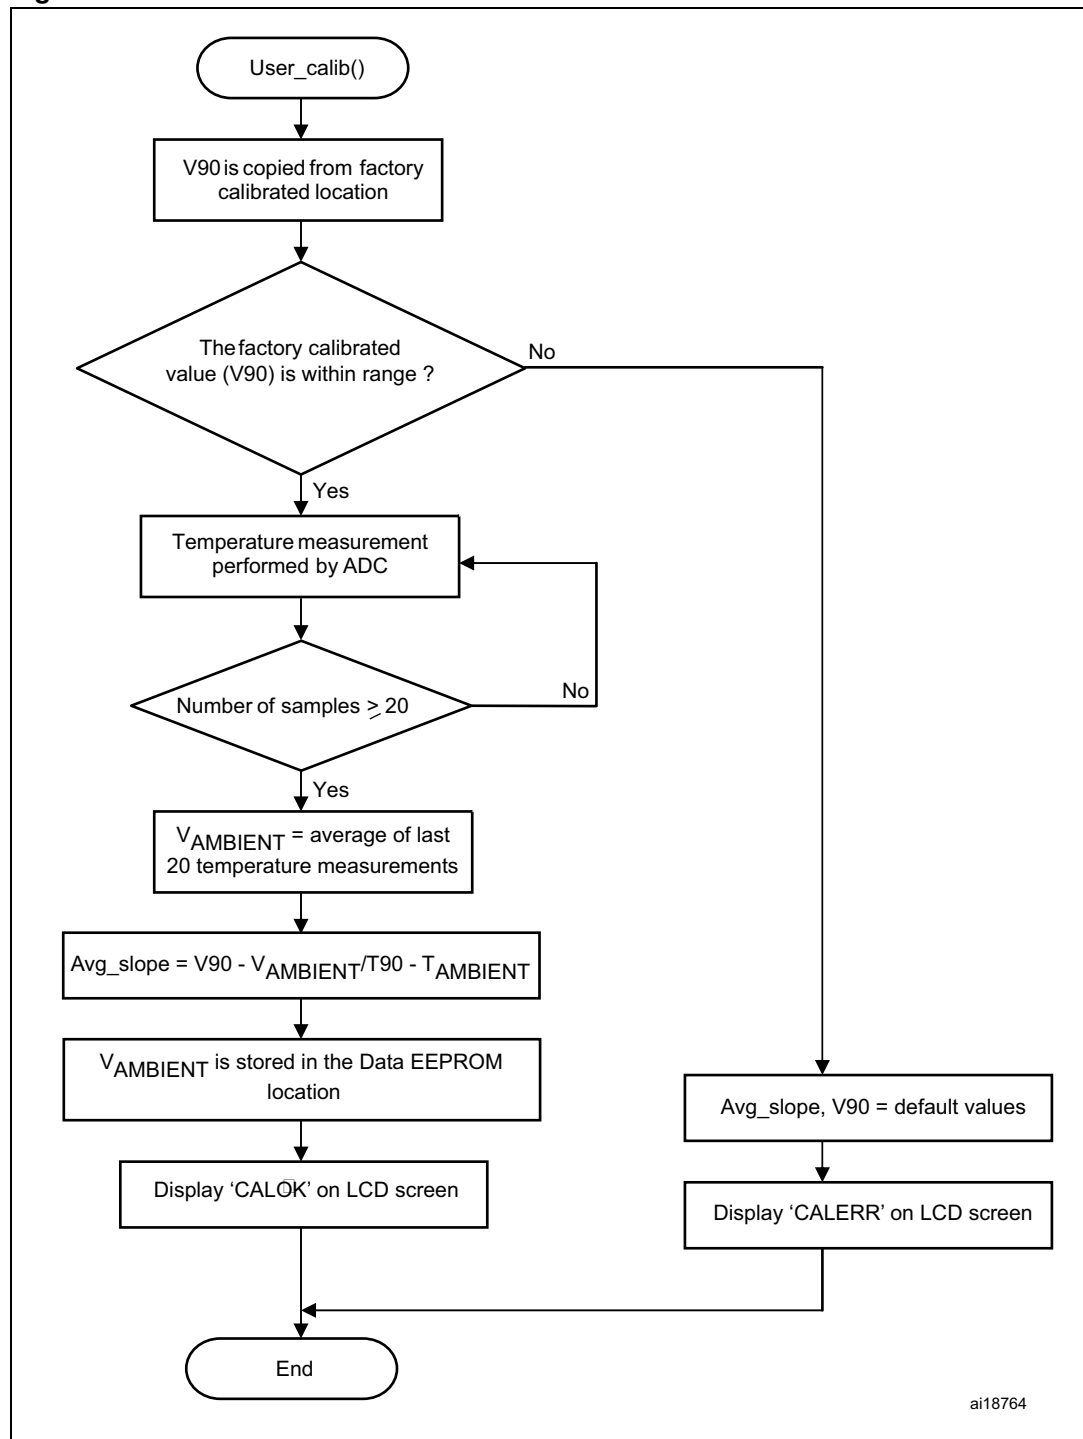 User_calib()
V90 is copied from factory
calibrated location
The factory calibrated
value (V90) is within range ?
No
Yes
Temperature measurement
performed by ADC
Number of samples ≥ 20
No
Yes
VAMBIENT = average of last
20 temperature measurements
Avg_slope = V90 - VAMBIENT/T90 - TAMBIENT
VAMBIENT is stored in the Data EEPROM
location
Avg_slope, V90 = default values
Display ‘CALOK’ on LCD screen
Display ‘CALERR’ on LCD screen
End
ai18764